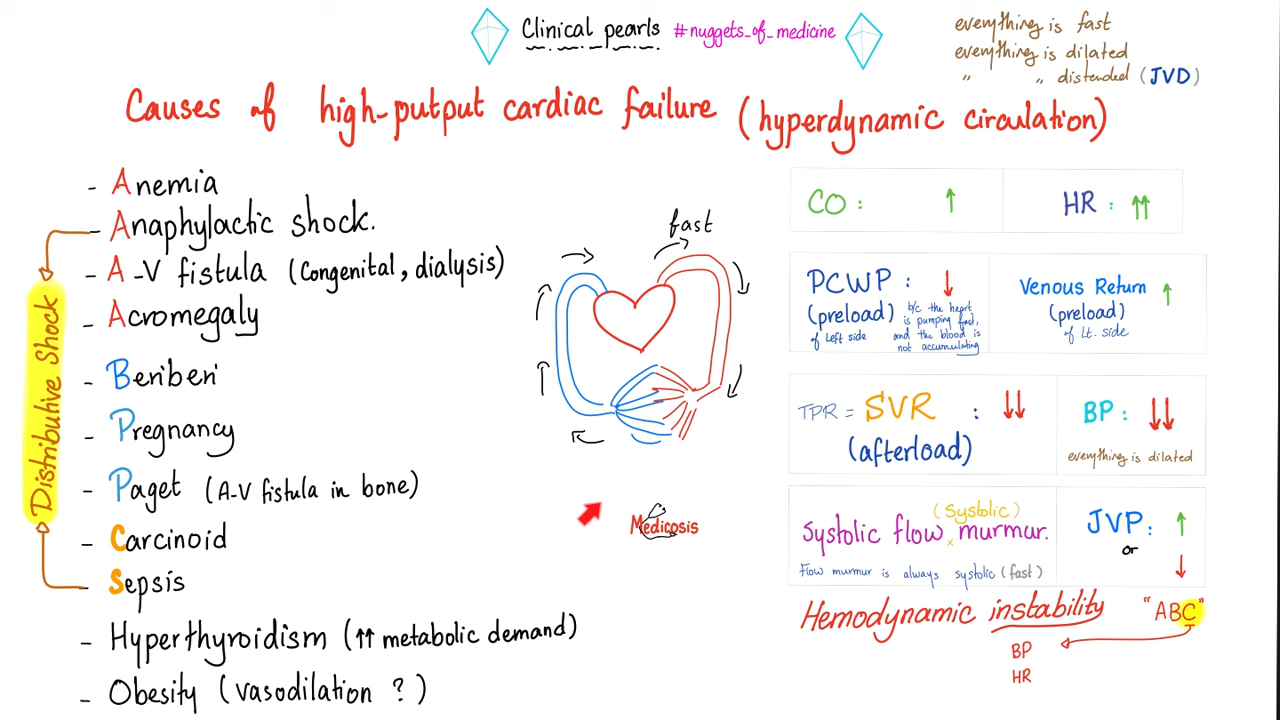 Clinical pearls #nuggets_of_medicine
everything is fast
everything is dilated
" " distended (JVD)
Causes of high-putput cardiac failure (hyperdynamic circulation)
- Anemia
- Anaphylactic shock.
- A-V fistula (Congenital, dialysis)
- Acromegaly
- Beriberi
- Pregnancy
- Paget (A-V fistula in bone)
- Carcinoid
- Sepsis
- Hyperthyroidism (↑↑ metabolic demand)
- Obesity (vasodilation ?)
Distributive Shock
fast
Medicosis
CO : ↑
HR : ↑↑
PCWP : ↓
(preload)
of Left side
b/c the heart
is pumping fast,
and the blood is
not accumulating
Venous Return ↑
(preload)
of Lt. side
TPR = SVR : ↓↓
(afterload)
BP : ↓↓
everything is dilated
(Systolic)
Systolic flow x murmur.
Flow murmur is always systolic (fast)
JVP : ↑
or
↓
Hemodynamic instability "ABC"
BP
HR